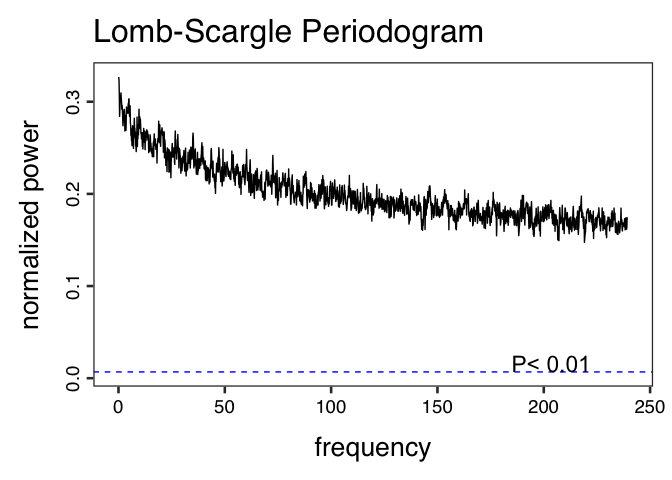 Lomb-Scargle Periodogram
normalized power
0.3
0.2
0.1
0.0
P< 0.01
0 50 100 150 200 250
frequency